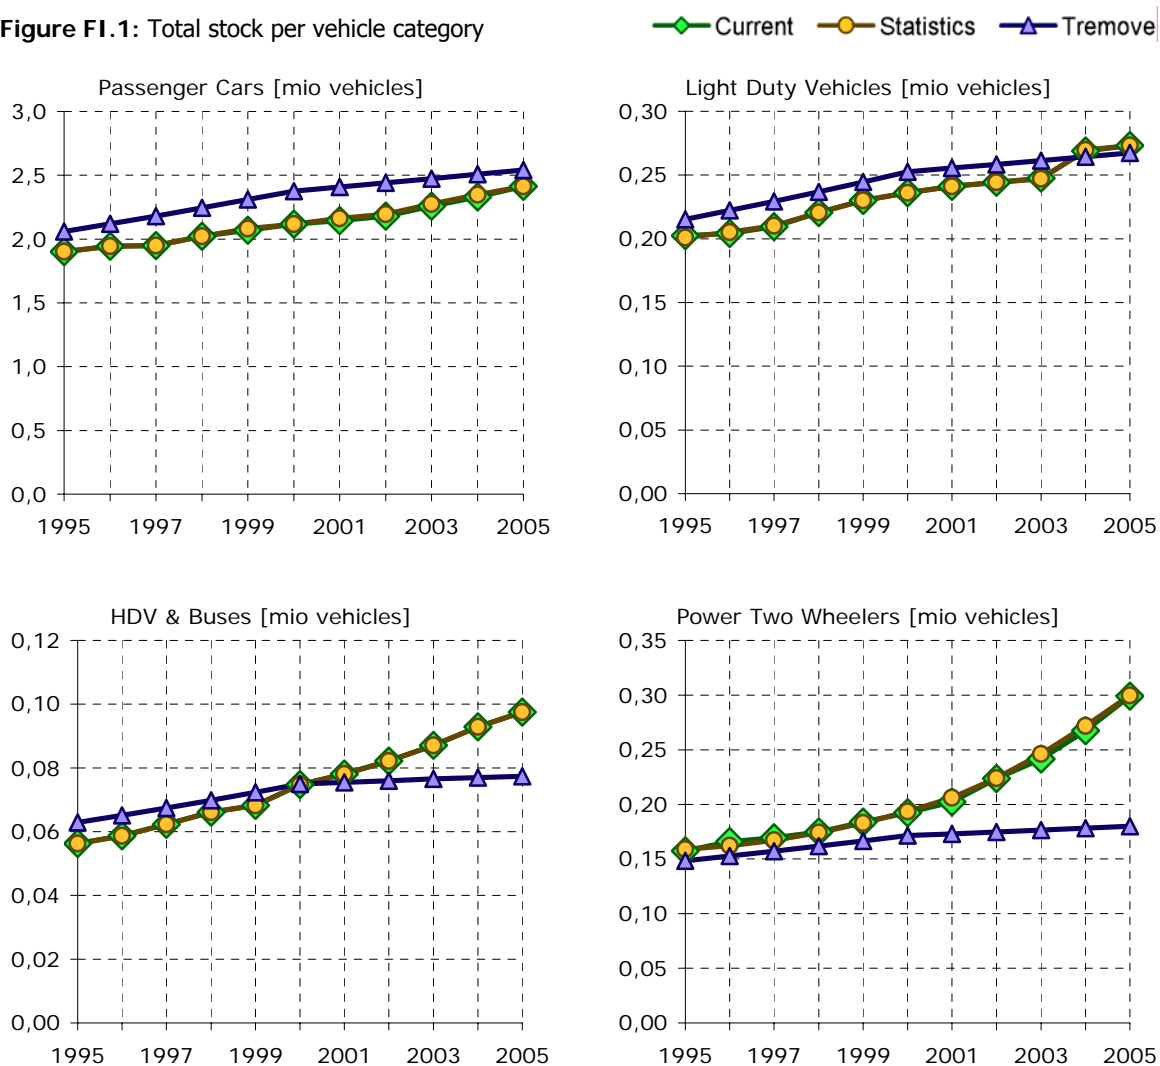 Figure FI.1: Total stock per vehicle category
Current Statistics Tremove
Passenger Cars [mio vehicles]
3,0
2,5
2,0
1,5
1,0
0,5
0,0
1995 1997 1999 2001 2003 2005
Light Duty Vehicles [mio vehicles]
0,30
0,25
0,20
0,15
0,10
0,05
0,00
1995 1997 1999 2001 2003 2005
HDV & Buses [mio vehicles]
0,12
0,10
0,08
0,06
0,04
0,02
0,00
1995 1997 1999 2001 2003 2005
Power Two Wheelers [mio vehicles]
0,35
0,30
0,25
0,20
0,15
0,10
0,05
0,00
1995 1997 1999 2001 2003 2005